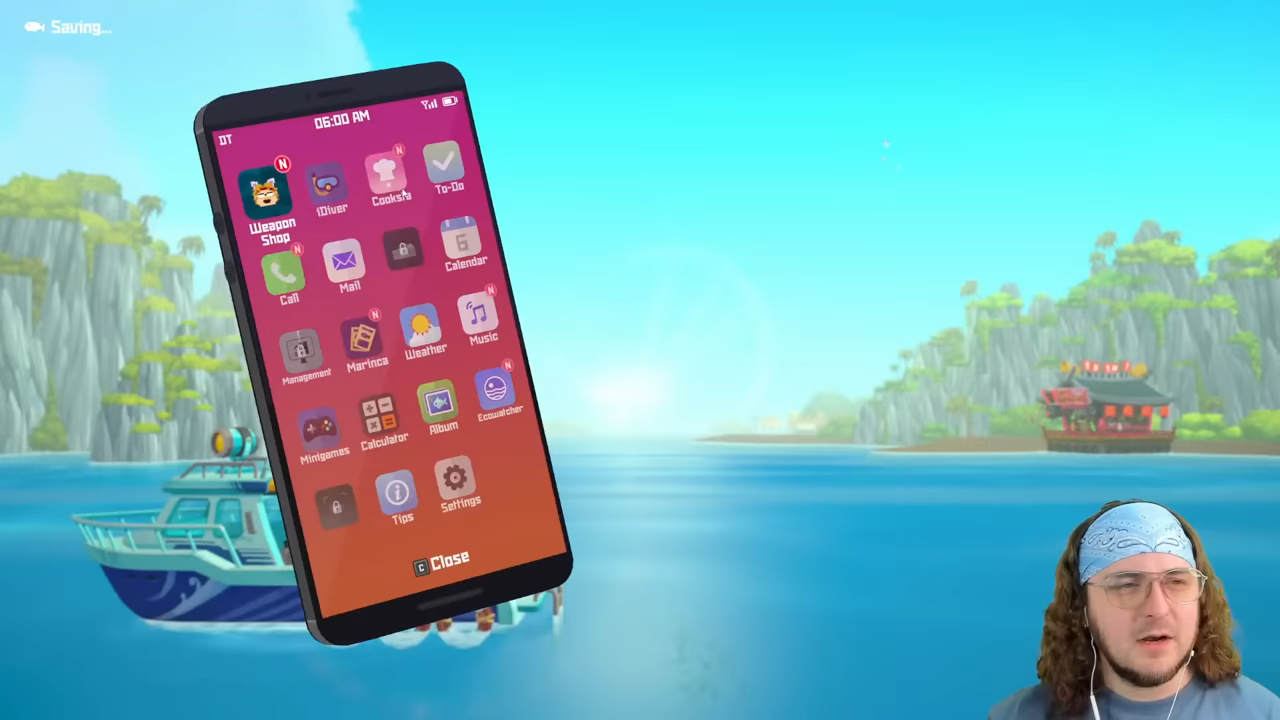 Saving...
DT
06:00 AM
N
Weapon
Shop
iDiver
N
Cooksta
To-Do
N
Call
Mail
6
Calendar
Management
N
Marinca
Weather
N
Music
Minigames
Calculator
Album
N
Ecowatcher
Tips
Settings
C Close